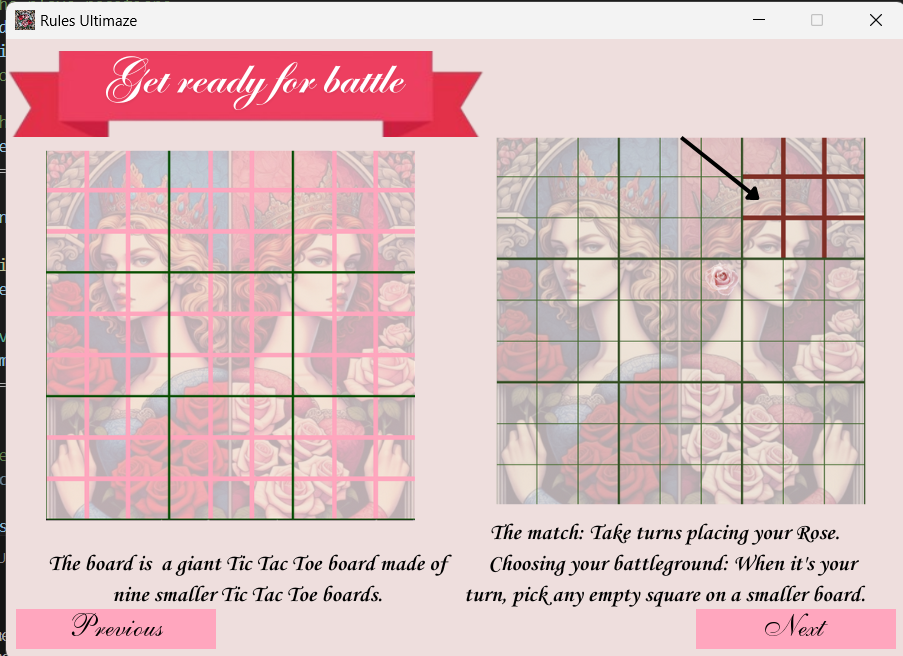 Rules Ultimaze
Get ready for battle
The board is a giant Tic Tac Toe board made of
nine smaller Tic Tac Toe boards.
The match: Take turns placing your Rose.
Choosing your battleground: When it's your
turn, pick any empty square on a smaller board.
Previous
Next